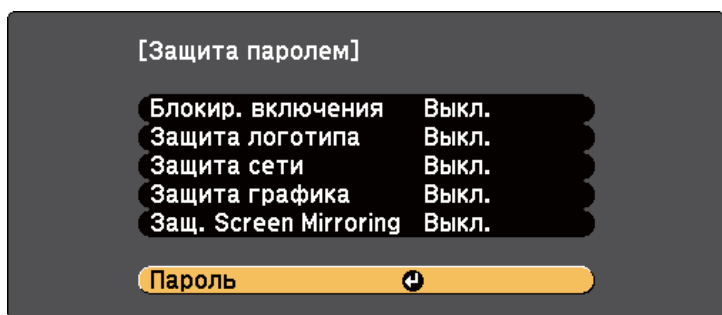 [Защита паролем]
Блокир. включения Выкл.
Защита логотипа Выкл.
Защита сети Выкл.
Защита графика Выкл.
Защ. Screen Mirroring Выкл.
Пароль